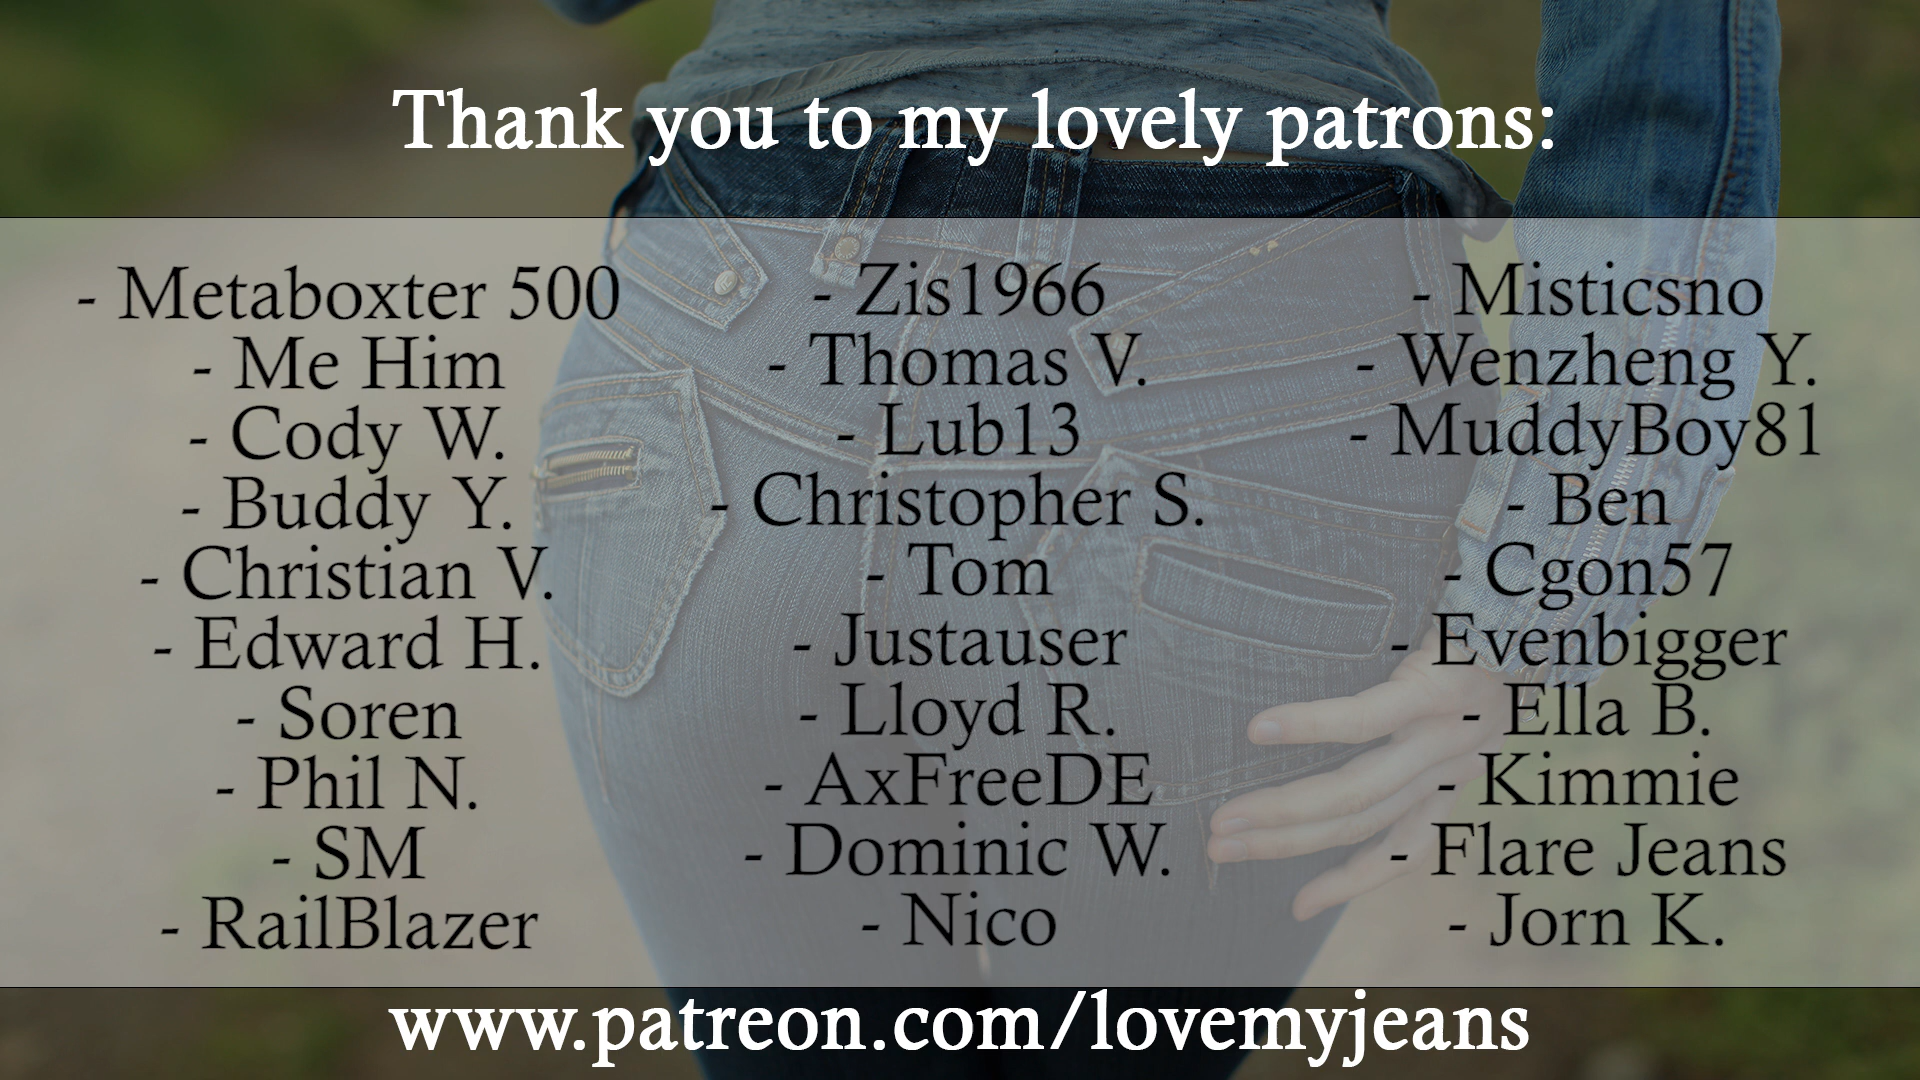 Thank you to my lovely patrons:
- Metaboxter 500
- Me Him
- Cody W.
- Buddy Y.
- Christian V.
- Edward H.
- Soren
- Phil N.
- SM
- RailBlazer
- Zis1966
- Thomas V.
- Lub13
- Christopher S.
- Tom
- Justauser
- Lloyd R.
- AxFreeDE
- Dominic W.
- Nico
- Misticsno
- Wenzheng Y.
- MuddyBoy81
- Ben
- Cgon57
- Evenbigger
- Ella B.
- Kimmie
- Flare Jeans
- Jorn K.
www.patreon.com/lovemyjeans